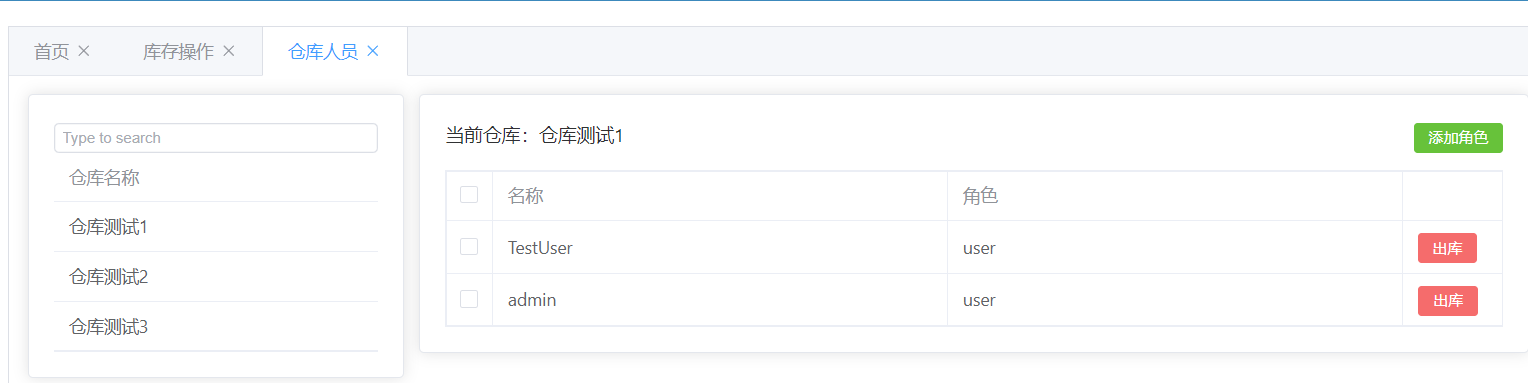 首页 库存操作 仓库人员
Type to search
仓库名称
仓库测试1
仓库测试2
仓库测试3
当前仓库：仓库测试1 添加角色
名称 角色
TestUser user 出库
admin user 出库